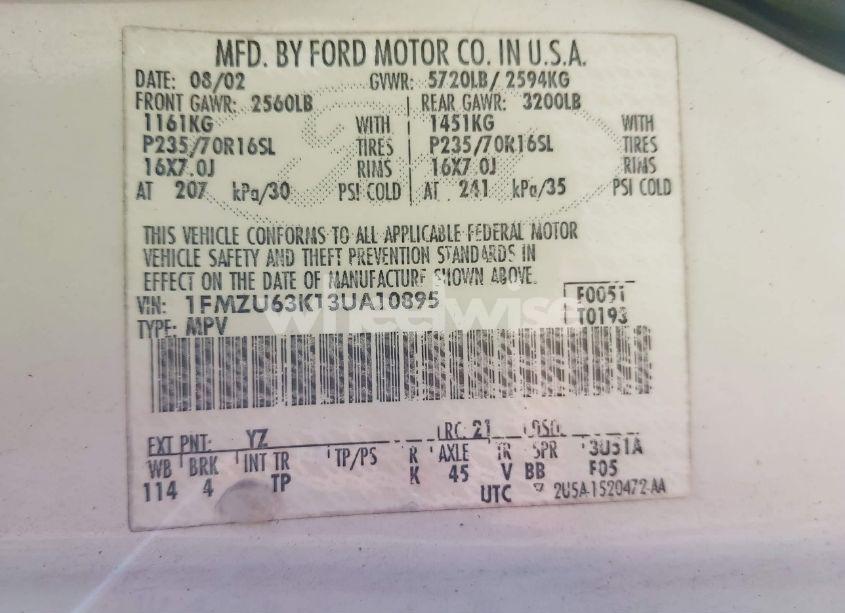 MFD. BY FORD MOTOR CO. IN U.S.A.
DATE: 08/02 GVWR: 5720LB/ 2594KG
FRONT GAWR: 2560LB REAR GAWR: 3200LB
1161KG WITH 1451KG WITH
P235/70R16SL TIRES P235/70R16SL TIRES
16X7.0J RIMS 16X7.0J RIMS
AT 207 kPa/30 PSI COLD AT 241 kPa/35 PSI COLD
THIS VEHICLE CONFORMS TO ALL APPLICABLE FEDERAL MOTOR
VEHICLE SAFETY AND THEFT PREVENTION STANDARDS IN
EFFECT ON THE DATE OF MANUFACTURE SHOWN ABOVE.
VIN: 1FMZU63K13UA10895 F0051
TYPE: MPV T0193
wheelwise
EXT PNT: YZ RC: 21 DSO:
WB BRK INT TR TP/PS R AXLE TR SPR 3U51A
114 4 TP K 45 V BB F05
UTC 2U5A-1520472-AA